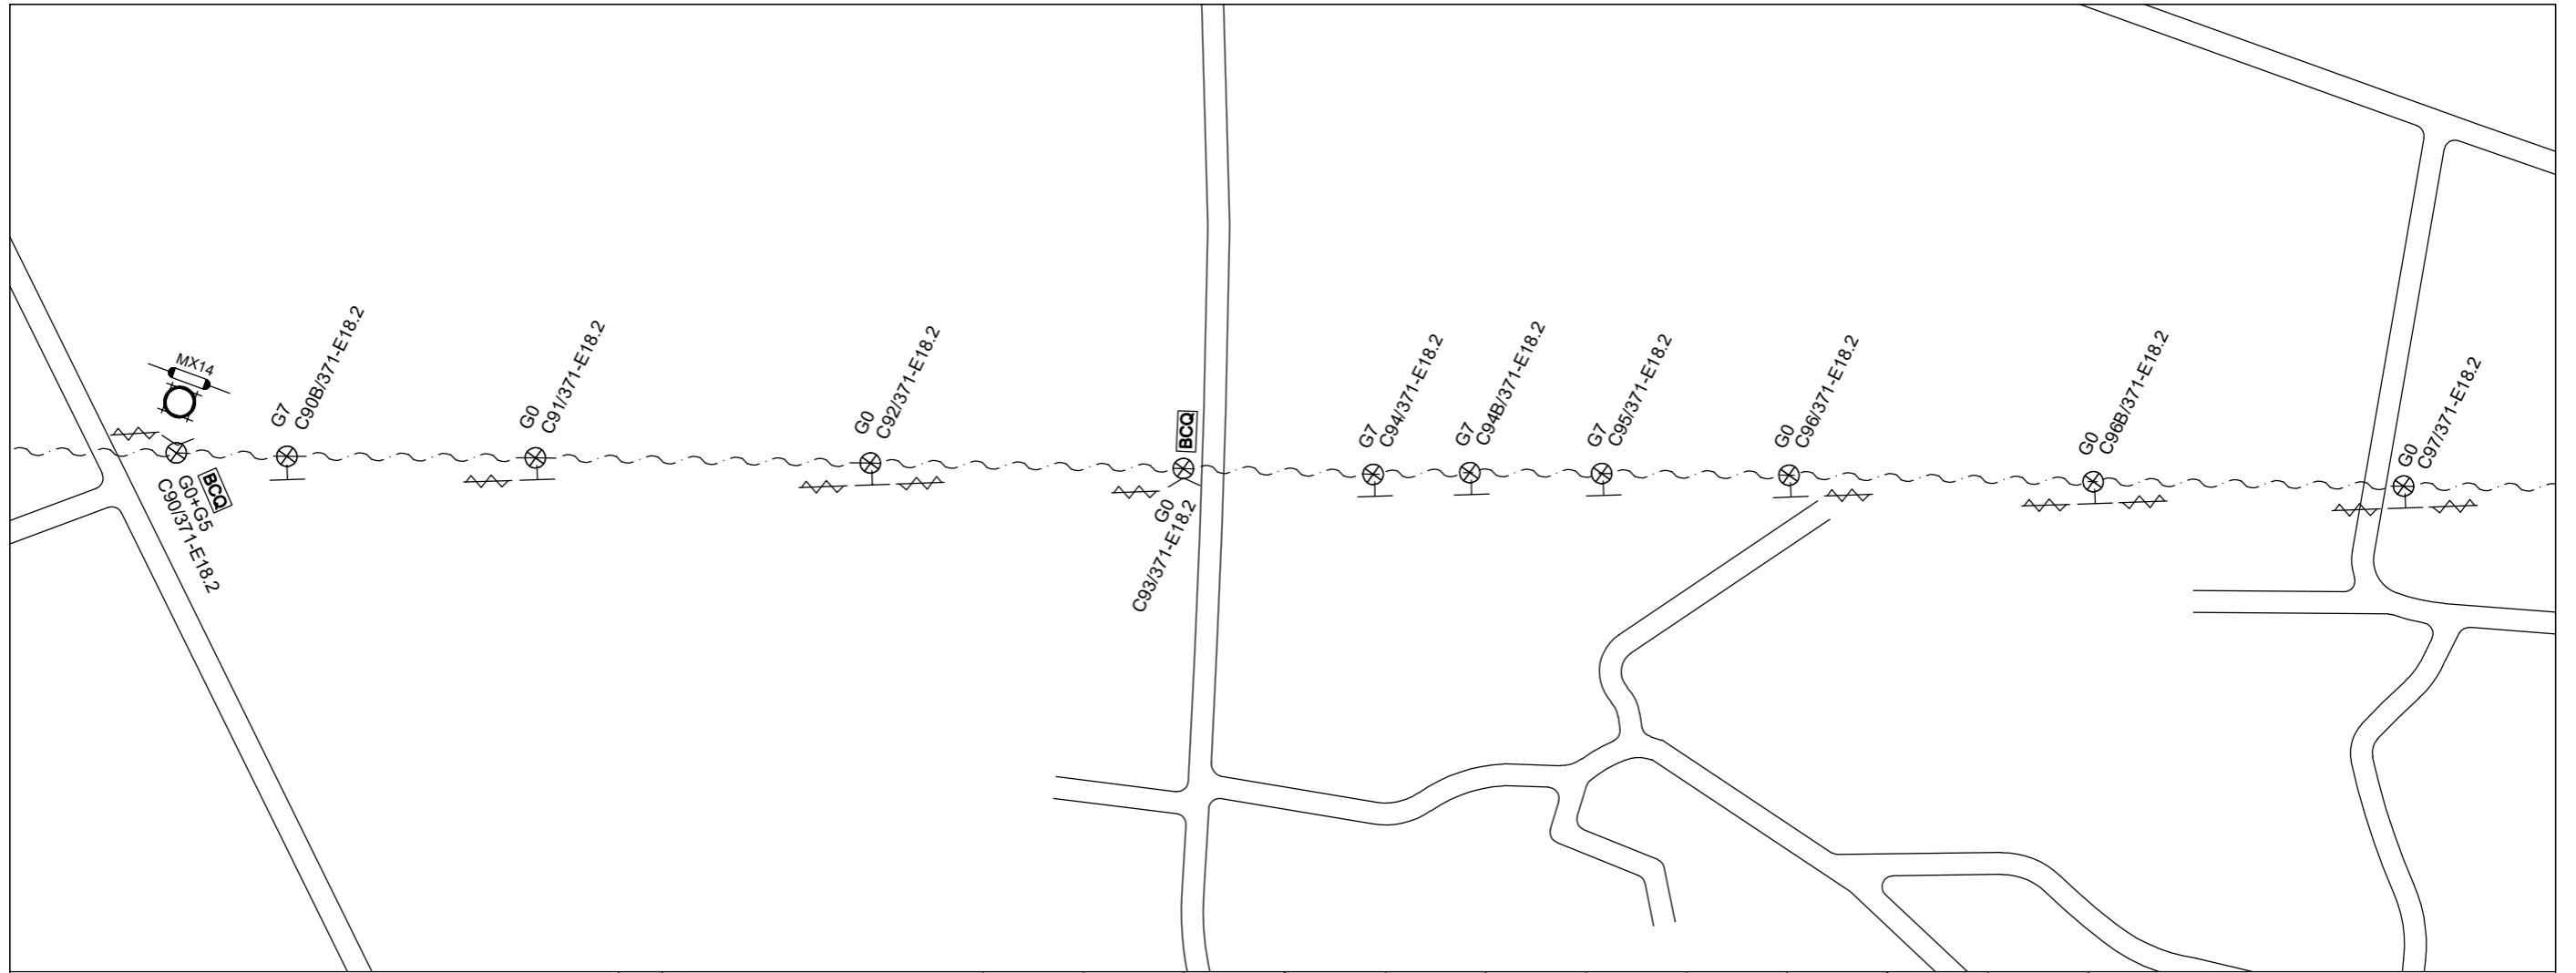 MX14
BCQ
G0+G5
C90/371-E18.2
G7
C90B/371-E18.2
G0
C91/371-E18.2
G0
C92/371-E18.2
BCQ
G0
C93/371-E18.2
G7
C94/371-E18.2
G7
C94B/371-E18.2
G7
C95/371-E18.2
G0
C96/371-E18.2
G0
C96B/371-E18.2
G0
C97/371-E18.2